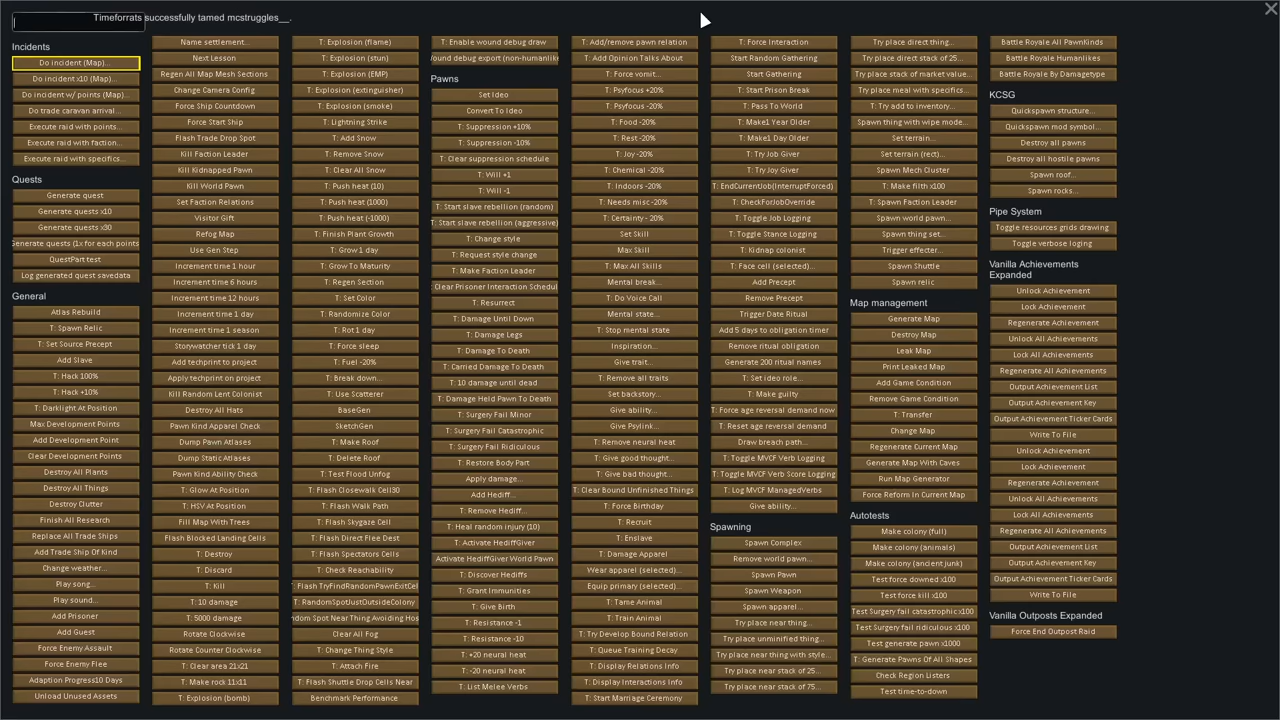 Timeforrats successfully tamed mcstruggles__.
Incidents
Do incident (Map)...
Do incident x10 (Map)...
Do incident w/ points (Map)...
Do trade caravan arrival...
Execute raid with points...
Execute raid with faction...
Execute raid with specifics...
Quests
Generate quest
Generate quests x10
Generate quests x30
Generate quests (1x for each points
QuestPart test
Log generated quest savedata
General
Atlas Rebuild
T: Spawn Relic
T: Set Source Precept
Add Slave
T: Hack 100%
T: Hack +10%
T: Darklight At Position
Max Development Points
Add Development Point
Clear Development Points
Destroy All Plants
Destroy All Things
Destroy Clutter
Finish All Research
Replace All Trade Ships
Add Trade Ship Of Kind
Change weather...
Play song...
Play sound...
Add Prisoner
Add Guest
Force Enemy Assault
Force Enemy Flee
Adaption Progress10 Days
Unload Unused Assets
Name settlement...
Next Lesson
Regen All Map Mesh Sections
Change Camera Config
Force Ship Countdown
Force Start Ship
Flash Trade Drop Spot
Kill Faction Leader
Kill Kidnapped Pawn
Kill World Pawn
Set Faction Relations
Visitor Gift
Refog Map
Use Gen Step
Increment time 1 hour
Increment time 6 hours
Increment time 12 hours
Increment time 1 day
Increment time 1 season
Storywatcher tick 1 day
Add techprint to project
Apply techprint on project
Kill Random Lent Colonist
Destroy All Hats
Pawn Kind Apparel Check
Dump Pawn Atlases
Dump Static Atlases
Pawn Kind Ability Check
T: Glow At Position
T: HSV At Position
Fill Map With Trees
Flash Blocked Landing Cells
T: Destroy
T: Discard
T: Kill
T: 10 damage
T: 5000 damage
Rotate Clockwise
Rotate Counter Clockwise
T: Clear area 21x21
T: Make rock 11x11
T: Explosion (bomb)
T: Explosion (flame)
T: Explosion (stun)
T: Explosion (EMP)
T: Explosion (extinguisher)
T: Explosion (smoke)
T: Lightning Strike
T: Add Snow
T: Remove Snow
T: Clear All Snow
T: Push heat (10)
T: Push heat (1000)
T: Push heat (-1000)
T: Finish Plant Growth
T: Grow 1 day
T: Grow To Maturity
T: Regen Section
T: Set Color
T: Randomize Color
T: Rot 1 day
T: Force sleep
T: Fuel -20%
T: Break down...
T: Use Scatterer
BaseGen
SketchGen
T: Make Roof
T: Delete Roof
T: Test Flood Unfog
T: Flash Closewalk Cell30
T: Flash Walk Path
T: Flash Skygaze Cell
T: Flash Direct Flee Dest
T: Flash Spectators Cells
T: Check Reachability
T: Flash TryFindRandomPawnExitCel
T: RandomSpotJustOutsideColony
ndom Spot Near Thing Avoiding Hos
Clear All Fog
T: Change Thing Style
T: Attach Fire
T: Flash Shuttle Drop Cells Near
Benchmark Performance
T: Enable wound debug draw
ound debug export (non-humanlik
Pawns
Set Ideo
Convert To Ideo
T: Suppression +10%
T: Suppression -10%
T: Clear suppression schedule
T: Will +1
T: Will -1
T: Start slave rebellion (random)
T: Start slave rebellion (aggressive)
T: Change style
T: Request style change
T: Make Faction Leader
Clear Prisoner Interaction Schedul
T: Resurrect
T: Damage Until Down
T: Damage Legs
T: Damage To Death
T: Carried Damage To Death
T: 10 damage until dead
T: Damage Held Pawn To Death
T: Surgery Fail Minor
T: Surgery Fail Catastrophic
T: Surgery Fail Ridiculous
T: Restore Body Part
Apply damage...
Add Hediff...
T: Remove Hediff...
T: Heal random injury (10)
T: Activate HediffGiver
Activate HediffGiver World Pawn
T: Discover Hediffs
T: Grant Immunities
T: Give Birth
T: Resistance -1
T: Resistance -10
T: +20 neural heat
T: -20 neural heat
T: List Melee Verbs
T: Add/remove pawn relation
T: Add Opinion Talks About
T: Force vomit...
T: Psyfocus +20%
T: Psyfocus -20%
T: Food -20%
T: Rest -20%
T: Joy -20%
T: Chemical -20%
T: Indoors -20%
T: Needs misc -20%
T: Certainty - 20%
Set Skill
Max Skill
T: Max All Skills
Mental break...
T: Do Voice Call
Mental state...
T: Stop mental state
Inspiration...
Give trait...
T: Remove all traits
Set backstory...
Give ability...
Give Psylink...
T: Remove neural heat
T: Give good thought...
T: Give bad thought...
T: Clear Bound Unfinished Things
T: Force Birthday
T: Recruit
T: Enslave
T: Damage Apparel
Wear apparel (selected)...
Equip primary (selected)...
T: Tame Animal
T: Train Animal
T: Try Develop Bound Relation
T: Queue Training Decay
T: Display Relations Info
T: Display Interactions Info
T: Start Marriage Ceremony
T: Force Interaction
Start Random Gathering
Start Gathering
T: Start Prison Break
T: Pass To World
T: Make1 Year Older
T: Make1 Day Older
T: Try Job Giver
T: Try Joy Giver
T: EndCurrentJob(InterruptForced)
T: CheckForJobOverride
T: Toggle Job Logging
T: Toggle Stance Logging
T: Kidnap colonist
T: Face cell (selected)...
Add Precept
Remove Precept
Trigger Date Ritual
Add 5 days to obligation timer
Remove ritual obligation
Generate 200 ritual names
T: Set ideo role...
T: Make guilty
T: Force age reversal demand now
T: Reset age reversal demand
Draw breach path...
T: Toggle MVCF Verb Logging
T: Toggle MVCF Verb Score Logging
T: Log MVCF ManagedVerbs
Give ability...
Spawning
Spawn Complex
Remove world pawn...
Spawn Pawn
Spawn Weapon
Spawn apparel...
Try place near thing...
Try place unminified thing...
Try place near thing with style...
Try place near stack of 25...
Try place near stack of 75...
Try place direct thing...
Try place direct stack of 25...
Try place stack of market value...
Try place meal with specifics...
T: Try add to inventory...
Spawn thing with wipe mode...
Set terrain...
Set terrain (rect)...
Spawn Mech Cluster
T: Make filth x100
T: Spawn Faction Leader
Spawn world pawn...
Spawn thing set...
Trigger effecter...
Spawn Shuttle
Spawn relic
Map management
Generate Map
Destroy Map
Leak Map
Print Leaked Map
Add Game Condition
Remove Game Condition
T: Transfer
Change Map
Regenerate Current Map
Generate Map With Caves
Run Map Generator
Force Reform In Current Map
Autotests
Make colony (full)
Make colony (animals)
Make colony (ancient junk)
Test force downed x100
Test force kill x100
Test Surgery fail catastrophic x100
Test Surgery fail ridiculous x100
Test generate pawn x1000
T: Generate Pawns Of All Shapes
Check Region Listers
Test time-to-down
Battle Royale All PawnKinds
Battle Royale Humanlikes
Battle Royale By Damagetype
KCSG
Quickspawn structure...
Quickspawn mod symbol...
Destroy all pawns
Destroy all hostile pawns
Spawn roof...
Spawn rocks...
Pipe System
Toggle resources grids drawing
Toggle verbose loging
Vanilla Achievements
Expanded
Unlock Achievement
Lock Achievement
Regenerate Achievement
Unlock All Achievements
Lock All Achievements
Regenerate All Achievements
Output Achievement List
Output Achievement Key
Output Achievement Ticker Cards
Write To File
Unlock Achievement
Lock Achievement
Regenerate Achievement
Unlock All Achievements
Lock All Achievements
Regenerate All Achievements
Output Achievement List
Output Achievement Key
Output Achievement Ticker Cards
Write To File
Vanilla Outposts Expanded
Force End Outpost Raid